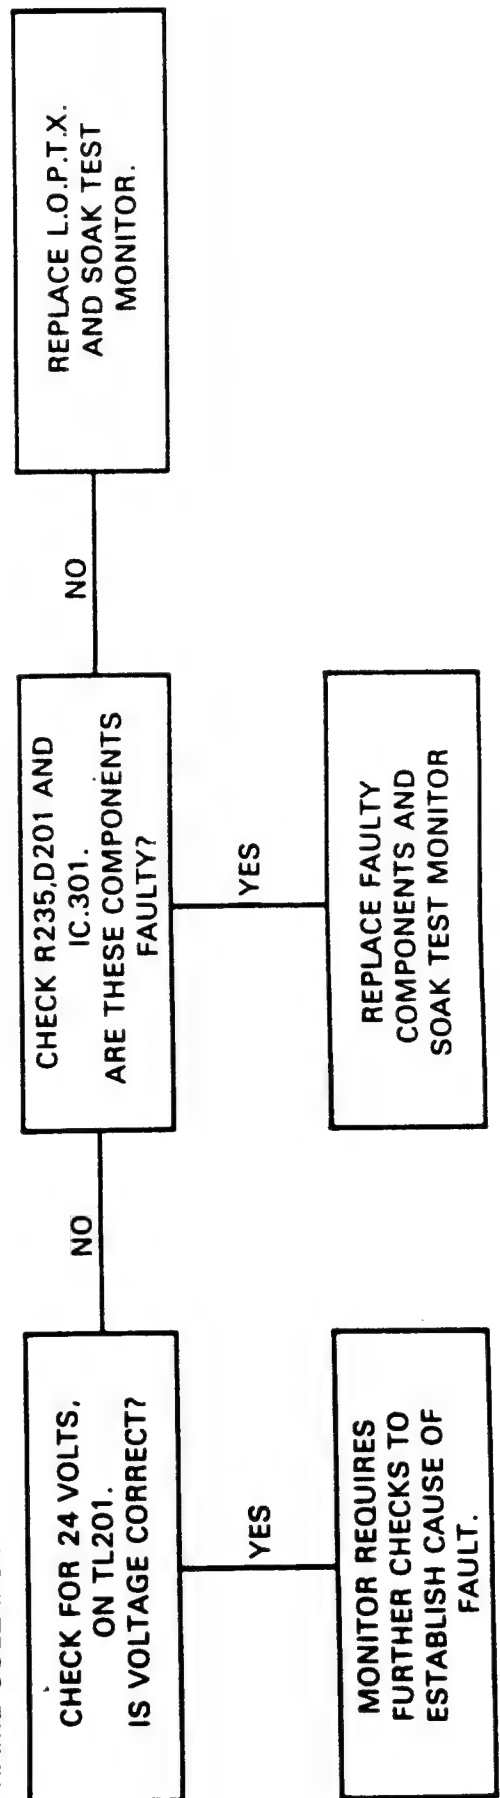 CHECK FOR 24 VOLTS,
ON TL201.
IS VOLTAGE CORRECT?
NO
YES
MONITOR REQUIRES
FURTHER CHECKS TO
ESTABLISH CAUSE OF
FAULT.
CHECK R235,D201 AND
IC.301.
ARE THESE COMPONENTS
FAULTY?
NO
YES
REPLACE FAULTY
COMPONENTS AND
SOAK TEST MONITOR
REPLACE L.O.P.T.X.
AND SOAK TEST
MONITOR.